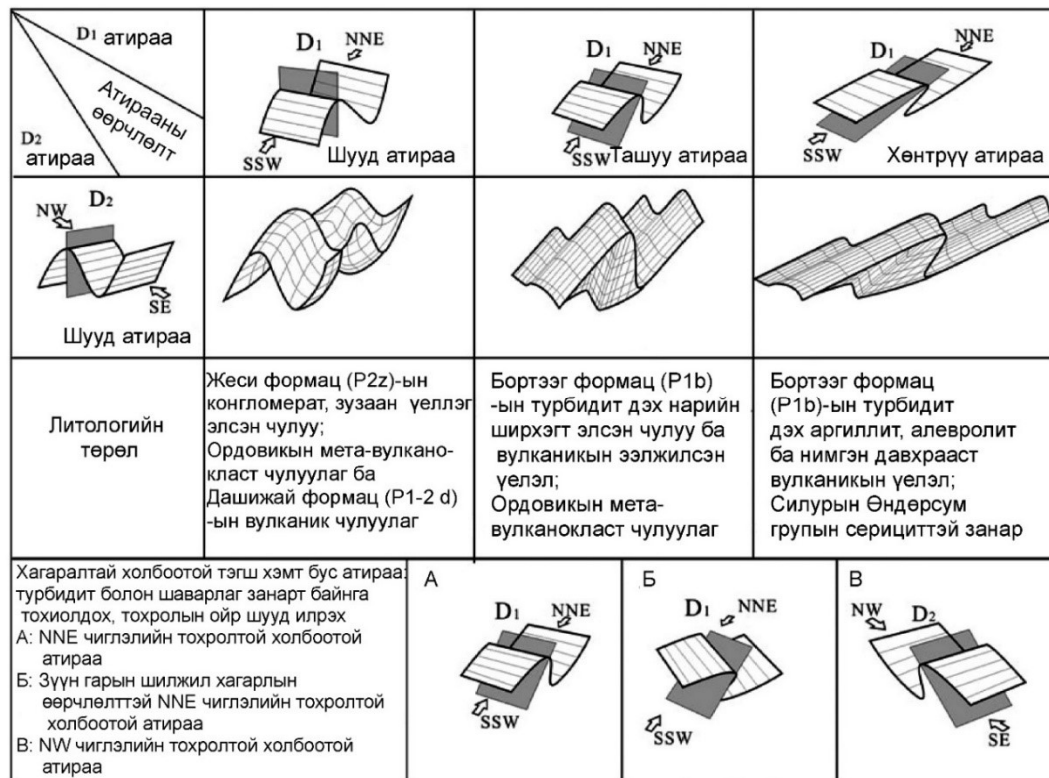 D1 атираа
Атирааны өөрчлөлт
D2
атираа
D1
NNE
SSW
Шууд атираа
D1
NNE
SSW
Ташуу атираа
D1
NNE
SSW
Хөнтрүү атираа
NW
D2
SE
Шууд атираа
Литологийн
төрөл
Жеси формац (P2z)-ын
конгломерат, зузаан үеллэг
элсэн чулуу;
Ордовикын мета-вулкано-
класт чулуулаг ба
Дашижай формац (P1-2 d)
-ын вулканик чулуулаг
Бортээг формац (P1b)
-ын турбидит дэх нарийн
ширхэгт элсэн чулуу ба
вулканикын ээлжилсэн
үелэл;
Ордовикын мета-
вулканокласт чулуулаг
Бортээг формац
(P1b)-ын турбидит
дэх аргиллит, алевролит
ба нимгэн давхрааст
вулканикын үелэл;
Силурын Өндөрсум
групын серициттэй занар
Хагаралтай холбоотой тэгш хэмт бус атираа:
турбидит болон шаварлаг занарт байнга
тохиолдох, тохролын ойр шууд илрэх
А: NNE чиглэлийн тохролтой холбоотой
атираа
Б: Зүүн гарын шилжил хагарлын
өөрчлөлттэй NNE чиглэлийн тохролтой
холбоотой атираа
В: NW чиглэлийн тохролтой холбоотой
атираа
А
D1
NNE
SSW
Б
D1
NNE
SSW
В
NW
D2
SE